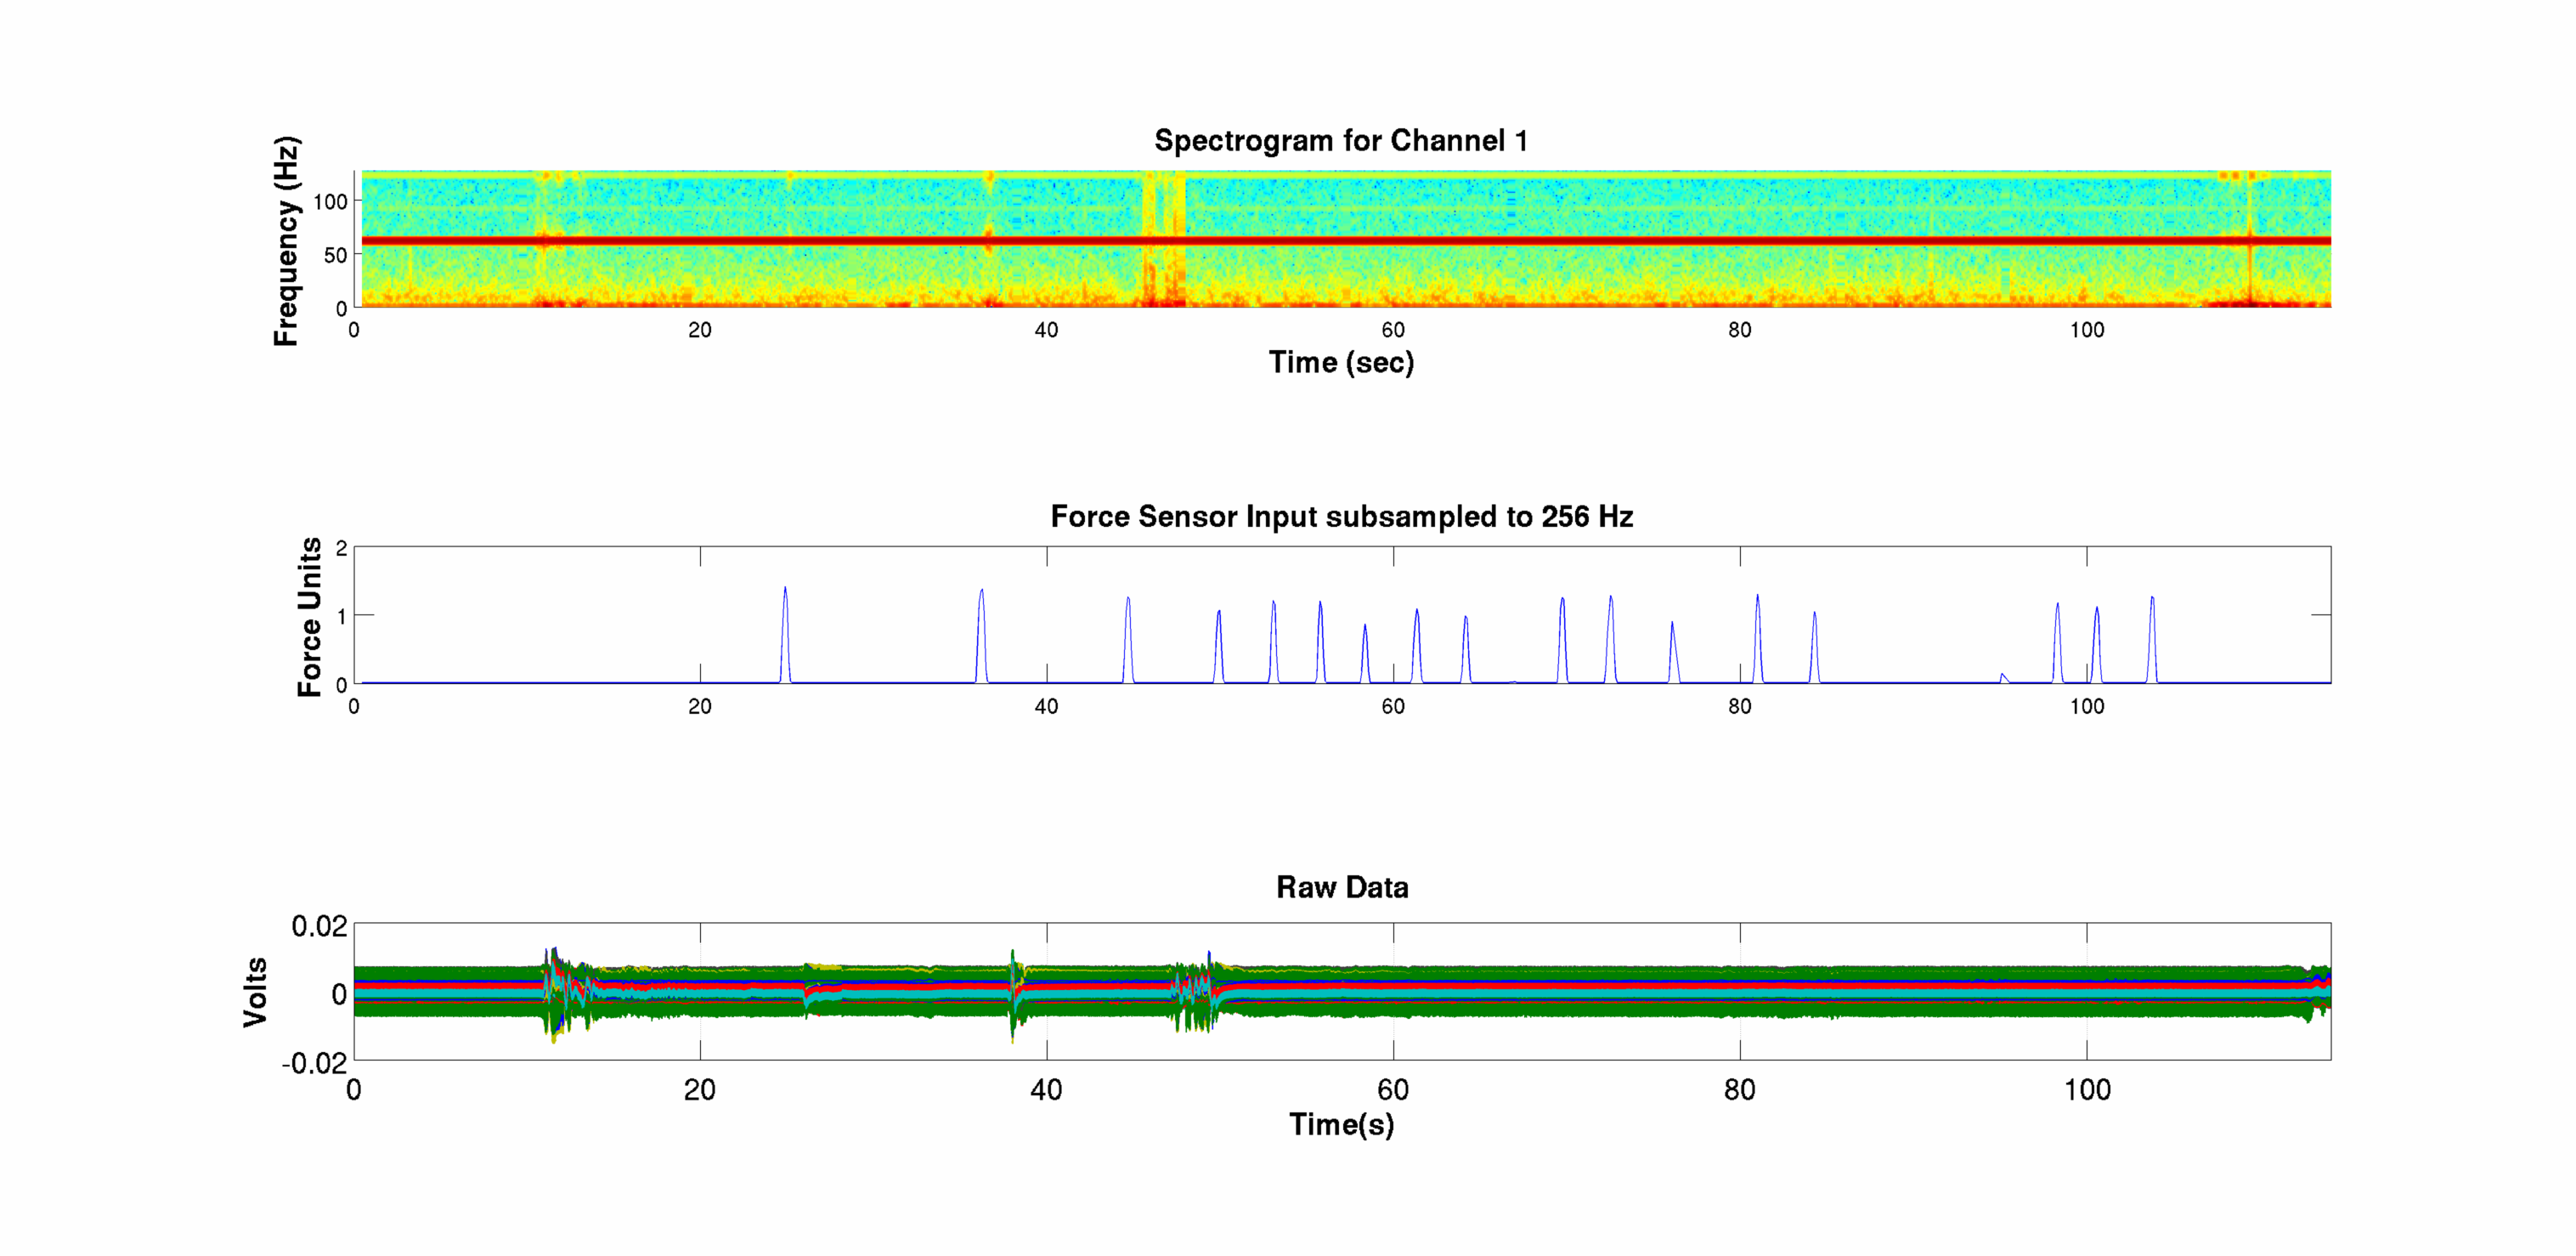 Spectrogram for Channel 1
Frequency (Hz)
100
50
0
0 20 40 60 80 100
Time (sec)
Force Sensor Input subsampled to 256 Hz
Force Units
2
1
0
0 20 40 60 80 100
Raw Data
Volts
0.02
0
-0.02
0 20 40 60 80 100
Time(s)